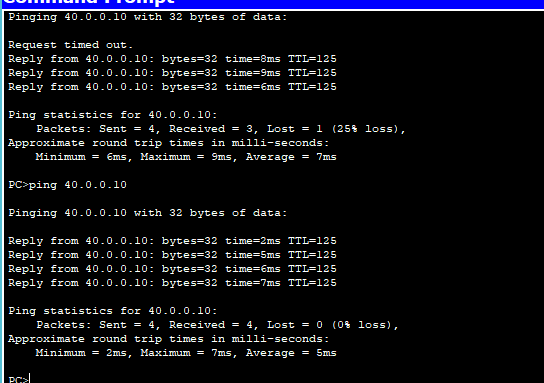 Command Prompt
Pinging 40.0.0.10 with 32 bytes of data:
Request timed out.
Reply from 40.0.0.10: bytes=32 time=8ms TTL=125
Reply from 40.0.0.10: bytes=32 time=9ms TTL=125
Reply from 40.0.0.10: bytes=32 time=6ms TTL=125
Ping statistics for 40.0.0.10:
Packets: Sent = 4, Received = 3, Lost = 1 (25% loss),
Approximate round trip times in milli-seconds:
Minimum = 6ms, Maximum = 9ms, Average = 7ms
PC>ping 40.0.0.10
Pinging 40.0.0.10 with 32 bytes of data:
Reply from 40.0.0.10: bytes=32 time=2ms TTL=125
Reply from 40.0.0.10: bytes=32 time=5ms TTL=125
Reply from 40.0.0.10: bytes=32 time=6ms TTL=125
Reply from 40.0.0.10: bytes=32 time=7ms TTL=125
Ping statistics for 40.0.0.10:
Packets: Sent = 4, Received = 4, Lost = 0 (0% loss),
Approximate round trip times in milli-seconds:
Minimum = 2ms, Maximum = 7ms, Average = 5ms
PC>